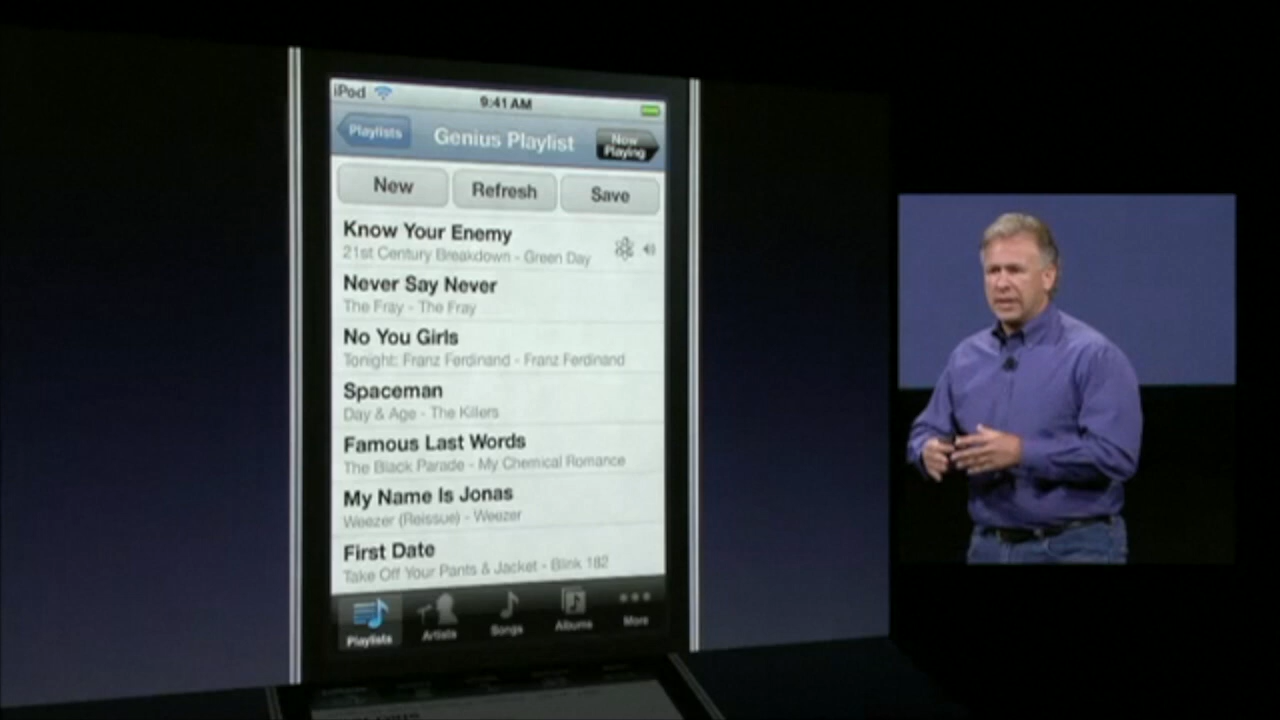 iPod
9:41 AM
Playlists
Genius Playlist
Now Playing
New
Refresh
Save
Know Your Enemy
21st Century Breakdown - Green Day
Never Say Never
The Fray - The Fray
No You Girls
Tonight: Franz Ferdinand - Franz Ferdinand
Spaceman
Day & Age - The Killers
Famous Last Words
The Black Parade - My Chemical Romance
My Name Is Jonas
Weezer (Reissue) - Weezer
First Date
Take Off Your Pants & Jacket - Blink 182
Playlists
Artists
Songs
Albums
More